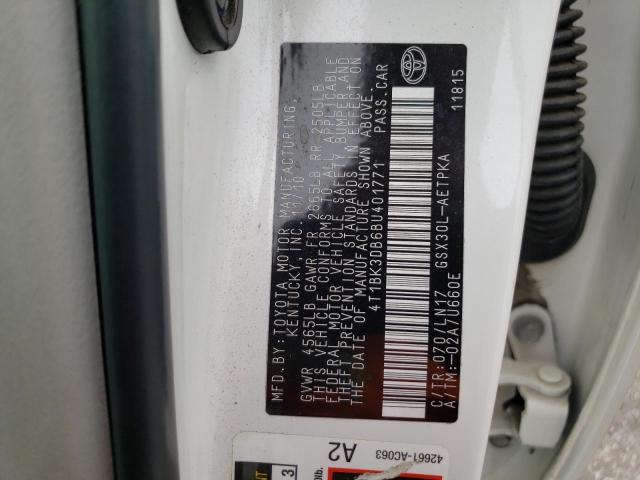 MFD.BY:TOYOTA MOTOR MANUFACTURING,
KENTUCKY,INC. 11/10
GVWR 4565LB GAWR FR 2665LB RR 2505LB
THIS VEHICLE CONFORMS TO ALL APPLICABLE
FEDERAL MOTOR VEHICLE SAFETY, BUMPER, AND
THEFT PREVENTION STANDARDS IN EFFECT ON
THE DATE OF MANUFACTURE SHOWN ABOVE.
4T1BK3DB6BU401771 PASS.CAR
C/TR:070/LN17 GSX30L-AETPKA
A/TM:-02A/U660E 11815
42661-AC063
A2
3